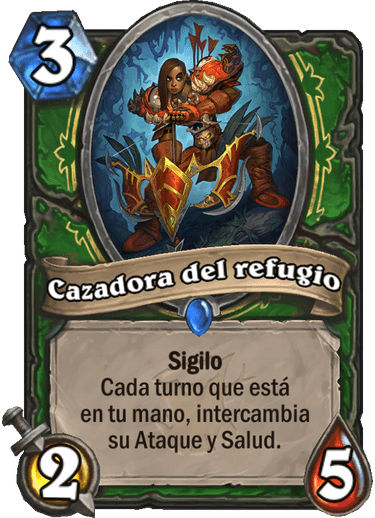 3
Cazadora del refugio
Sigilo
Cada turno que está
en tu mano, intercambia
su Ataque y Salud.
2
5